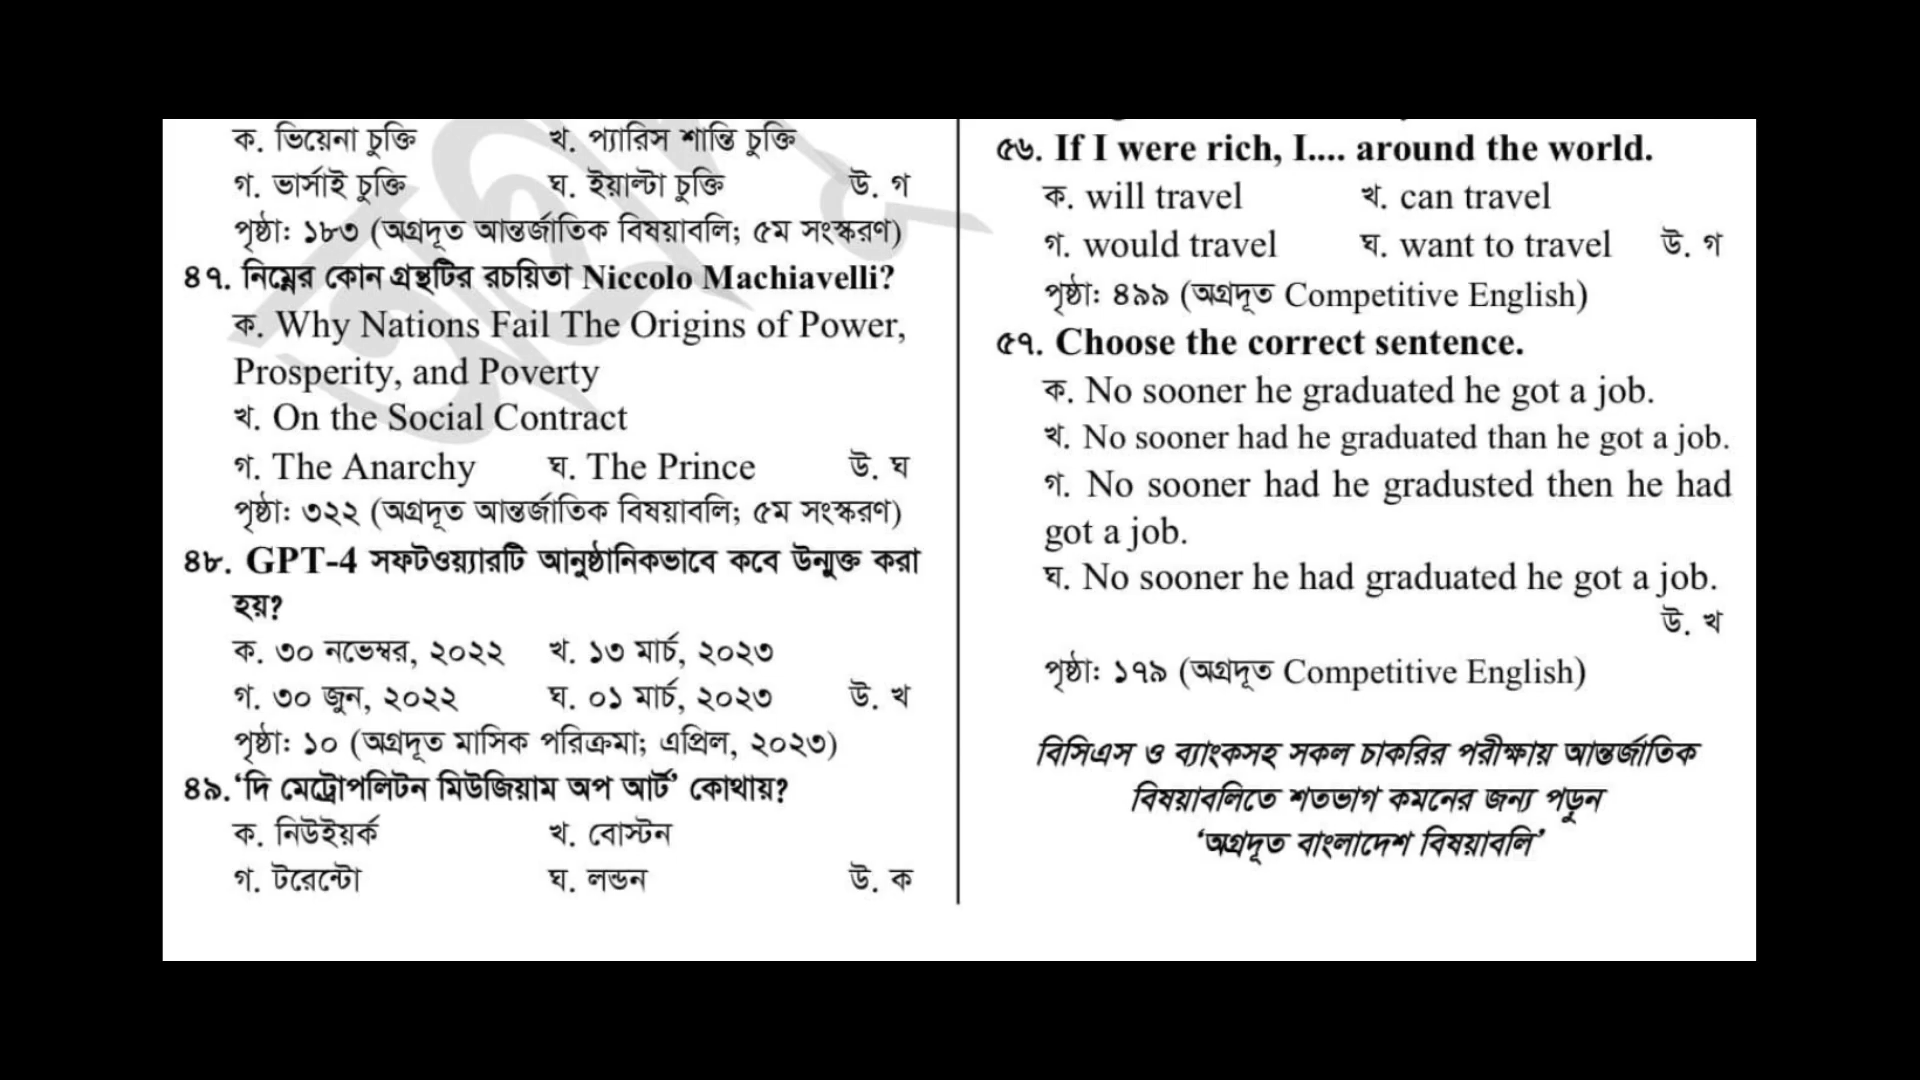 ক. ভিয়েনা চুক্তি খ. প্যারিস শান্তি চুক্তি
গ. ভার্সাই চুক্তি ঘ. ইয়াল্টা চুক্তি উ. গ
পৃষ্ঠাঃ ১৮৩ (অগ্রদূত আন্তর্জাতিক বিষয়াবলি; ৫ম সংস্করণ)
৪৭. নিম্নের কোন গ্রন্থটির রচয়িতা Niccolo Machiavelli?
ক. Why Nations Fail The Origins of Power,
Prosperity, and Poverty
খ. On the Social Contract
গ. The Anarchy ঘ. The Prince উ. ঘ
পৃষ্ঠাঃ ৩২২ (অগ্রদূত আন্তর্জাতিক বিষয়াবলি; ৫ম সংস্করণ)
৪৮. GPT-4 সফটওয়্যারটি আনুষ্ঠানিকভাবে কবে উন্মুক্ত করা
হয়?
ক. ৩০ নভেম্বর, ২০২২ খ. ১৩ মার্চ, ২০২৩
গ. ৩০ জুন, ২০২২ ঘ. ০১ মার্চ, ২০২৩ উ. খ
পৃষ্ঠাঃ ১০ (অগ্রদূত মাসিক পরিক্রমা; এপ্রিল, ২০২৩)
৪৯. ‘দি মেট্রোপলিটন মিউজিয়াম অপ আর্ট’ কোথায়?
ক. নিউইয়র্ক খ. বোস্টন
গ. টরেন্টো ঘ. লন্ডন উ. ক
৫৬. If I were rich, I.... around the world.
ক. will travel খ. can travel
গ. would travel ঘ. want to travel উ. গ
পৃষ্ঠাঃ ৪৯৯ (অগ্রদূত Competitive English)
৫৭. Choose the correct sentence.
ক. No sooner he graduated he got a job.
খ. No sooner had he graduated than he got a job.
গ. No sooner had he gradusted then he had
got a job.
ঘ. No sooner he had graduated he got a job.
উ. খ
পৃষ্ঠাঃ ১৭৯ (অগ্রদূত Competitive English)
বিসিএস ও ব্যাংকসহ সকল চাকরির পরীক্ষায় আন্তর্জাতিক
বিষয়াবলিতে শতভাগ কমনের জন্য পড়ুন
‘অগ্রদূত বাংলাদেশ বিষয়াবলি’